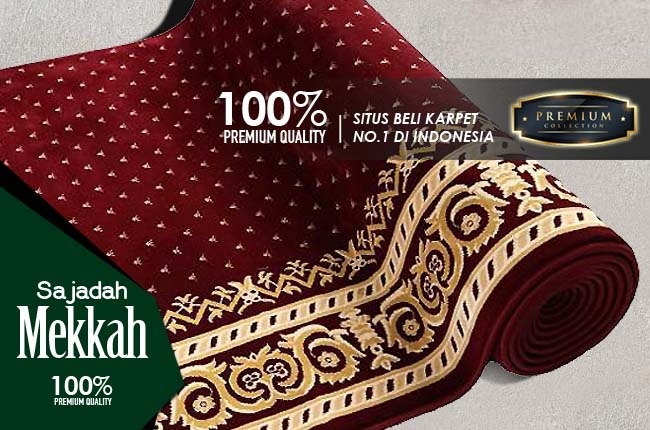 100%
PREMIUM QUALITY
SITUS BELI KARPET
NO.1 DI INDONESIA
PREMIUM
COLLECTION
Sajadah
Mekkah
100%
PREMIUM QUALITY